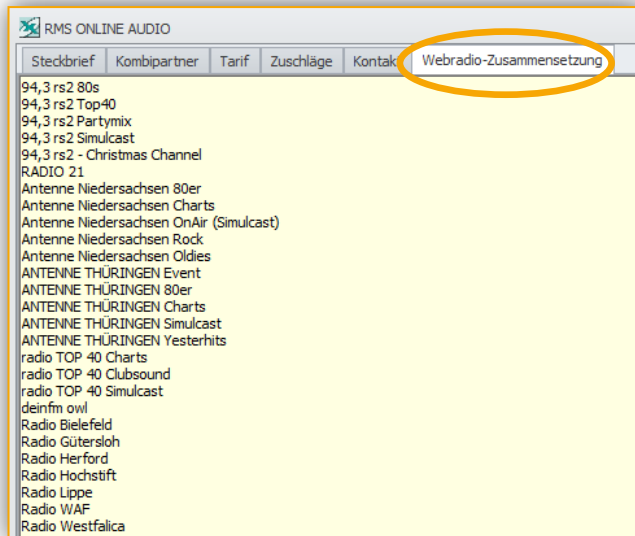 RMS ONLINE AUDIO
Steckbrief Kombipartner Tarif Zuschläge Kontak Webradio-Zusammensetzung
94,3 rs2 80s
94,3 rs2 Top40
94,3 rs2 Partymix
94,3 rs2 Simulcast
94,3 rs2 - Christmas Channel
RADIO 21
Antenne Niedersachsen 80er
Antenne Niedersachsen Charts
Antenne Niedersachsen OnAir (Simulcast)
Antenne Niedersachsen Rock
Antenne Niedersachsen Oldies
ANTENNE THÜRINGEN Event
ANTENNE THÜRINGEN 80er
ANTENNE THÜRINGEN Charts
ANTENNE THÜRINGEN Simulcast
ANTENNE THÜRINGEN Yesterhits
radio TOP 40 Charts
radio TOP 40 Clubsound
radio TOP 40 Simulcast
deinfm owl
Radio Bielefeld
Radio Gütersloh
Radio Herford
Radio Hochstift
Radio Lippe
Radio WAF
Radio Westfalica